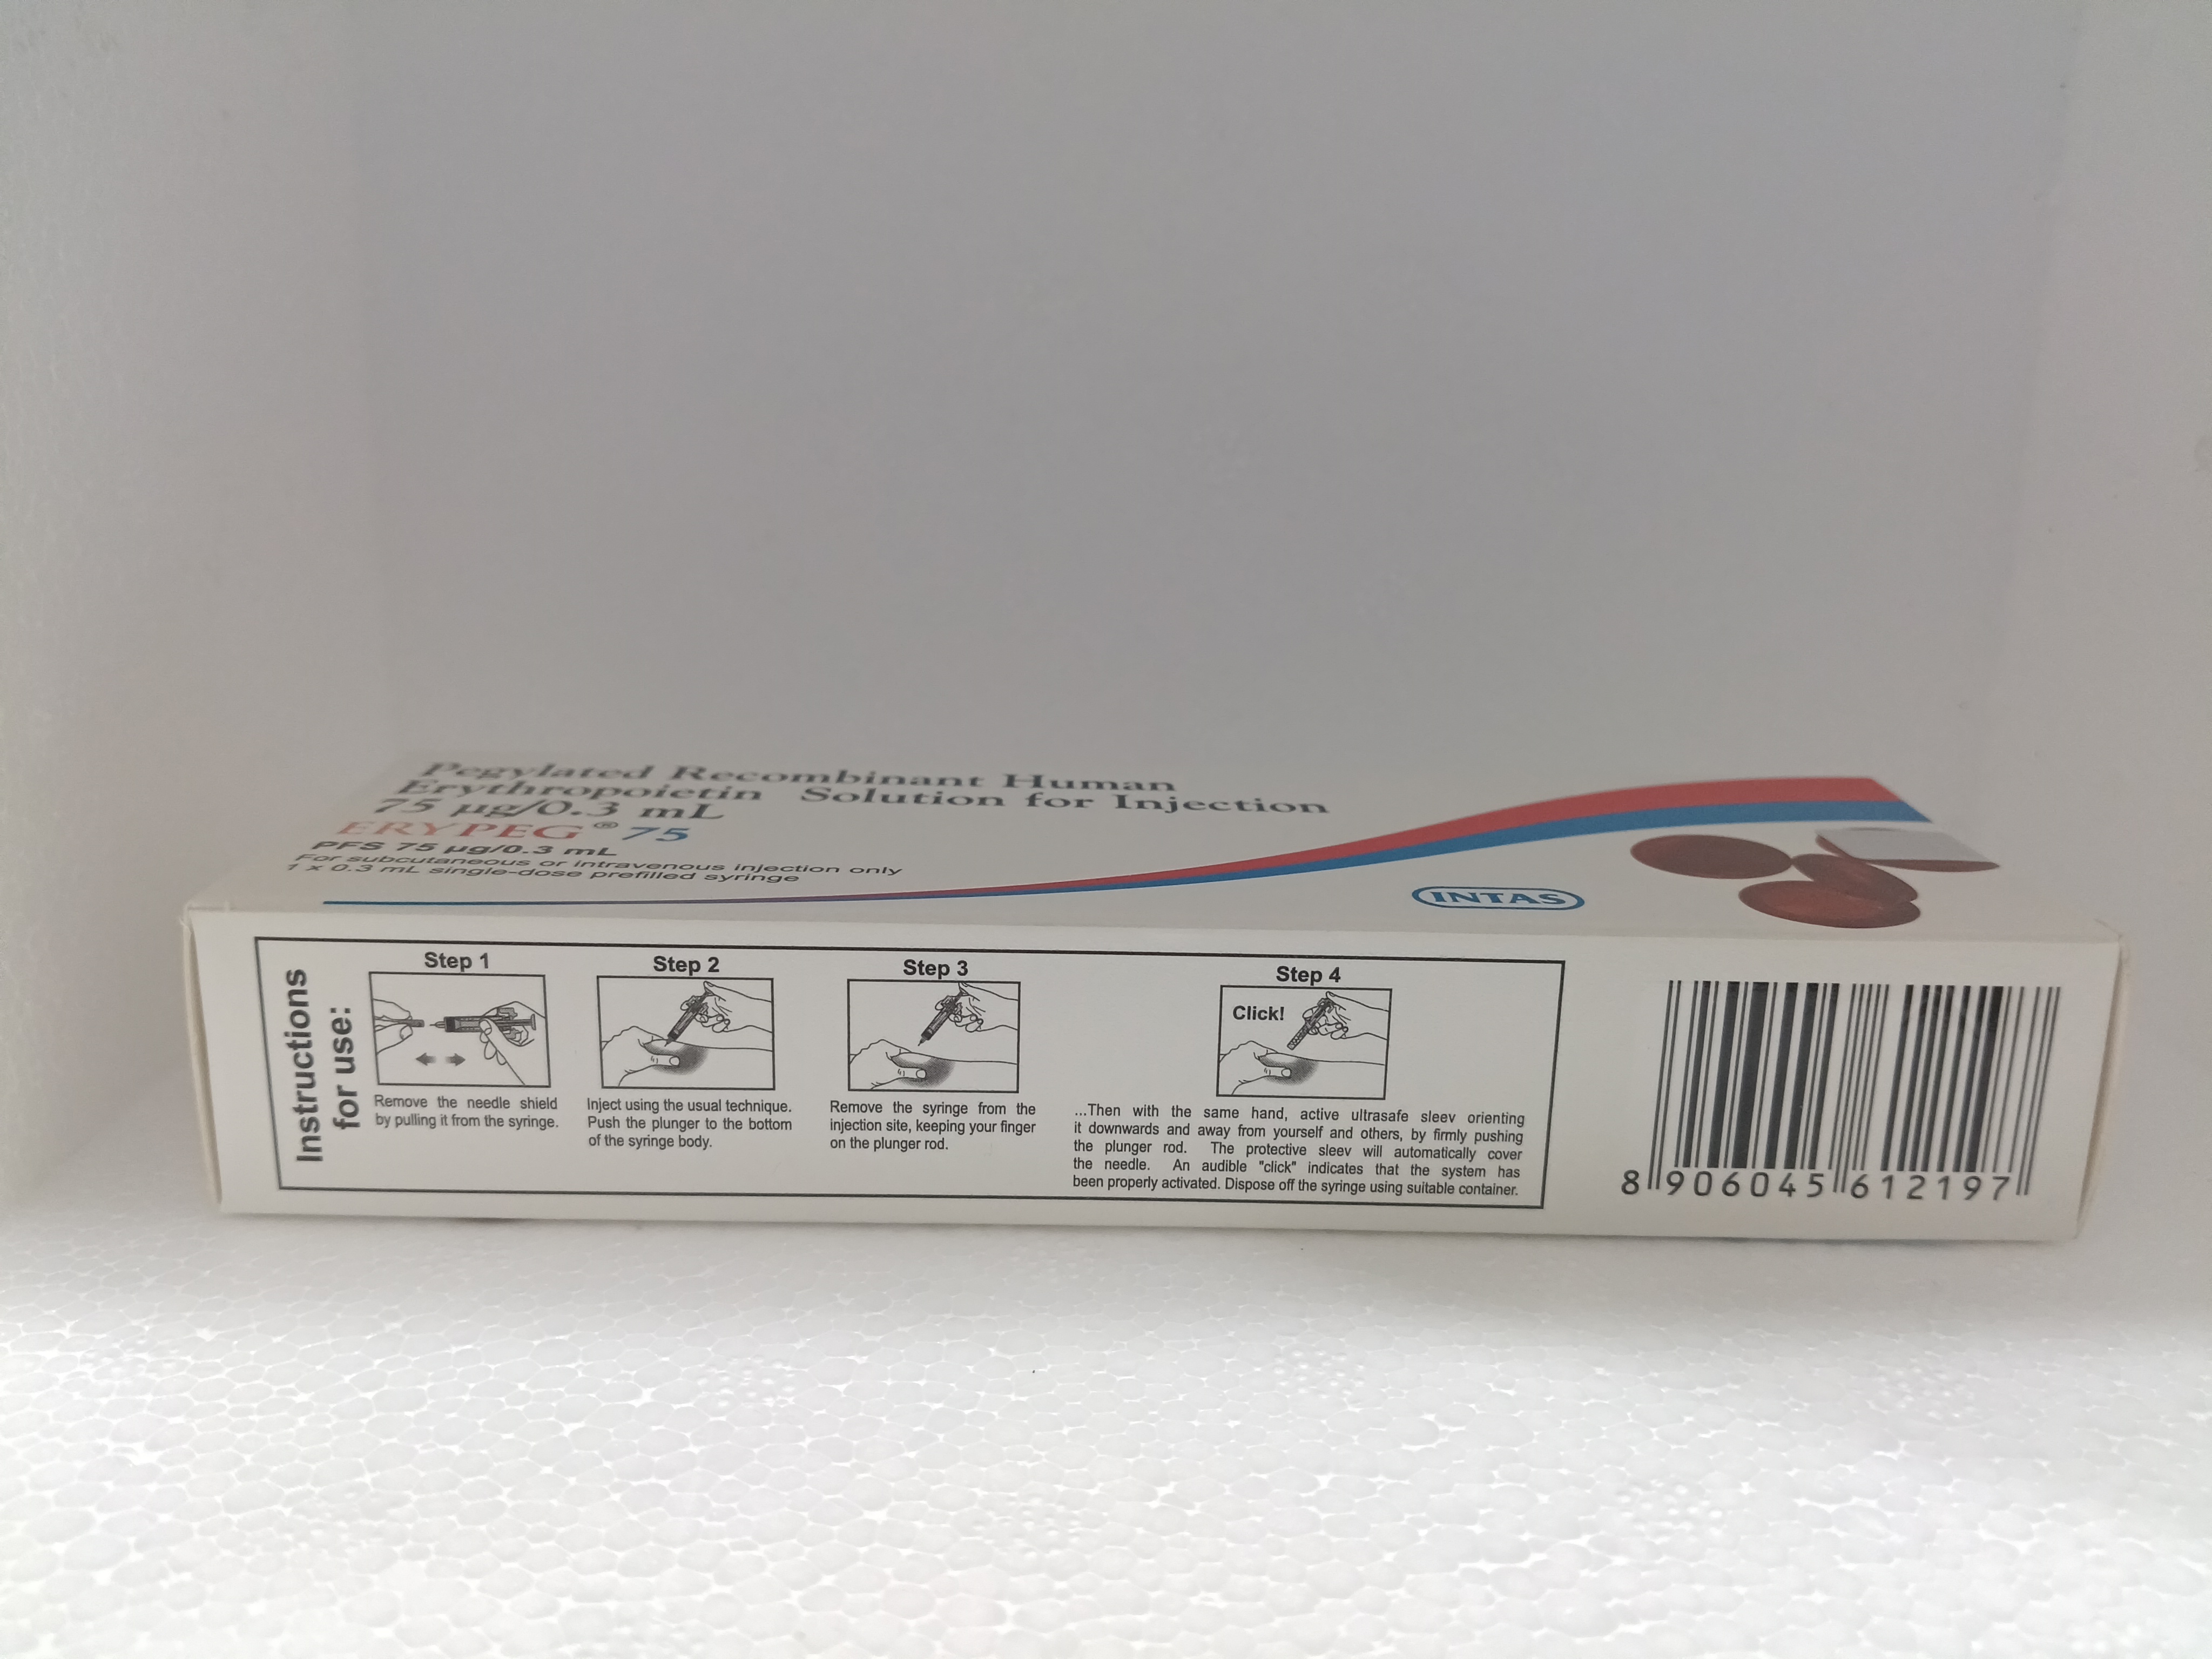 Pegylated Recombinant Human
Erythropoietin Solution for Injection
75 µg/0.3 mL
ERYPEG® 75
PFS 75 µg/0.3 mL
For subcutaneous or intravenous injection only
1 x 0.3 mL single-dose prefilled syringe
INTAS
Instructions
for use:
Step 1
Remove the needle shield
by pulling it from the syringe.
Step 2
Inject using the usual technique.
Push the plunger to the bottom
of the syringe body.
Step 3
Remove the syringe from the
injection site, keeping your finger
on the plunger rod.
Step 4
Click!
...Then with the same hand, active ultrasafe sleev orienting
it downwards and away from yourself and others, by firmly pushing
the plunger rod. The protective sleev will automatically cover
the needle. An audible "click" indicates that the system has
been properly activated. Dispose off the syringe using suitable container.
8 906045 612197